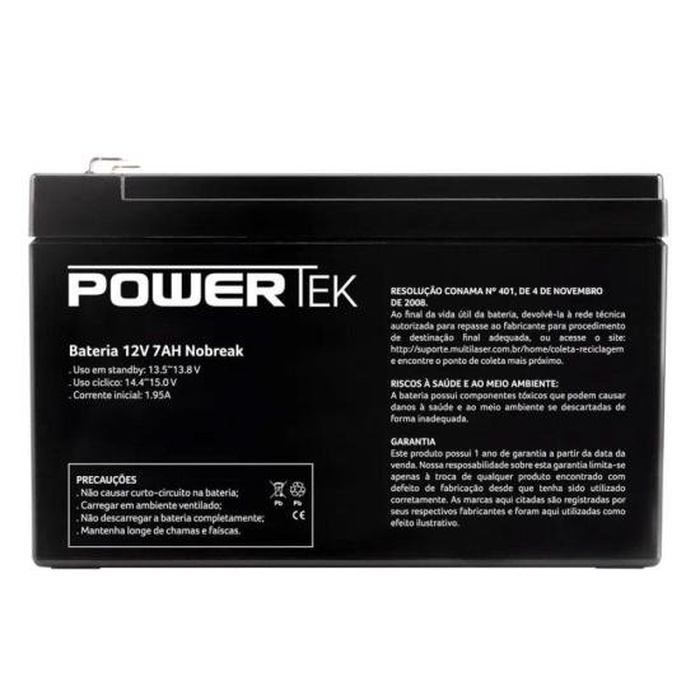 POWERTEK
Bateria 12V 7AH Nobreak
. Uso em standby: 13.5~13.8 V
. Uso cíclico: 14.4~15.0 V
. Corrente inicial: 1.95A
PRECAUÇÕES
. Não causar curto-circuito na bateria;
. Carregar em ambiente ventilado;
. Não descarregar a bateria completamente;
. Mantenha longe de chamas e faíscas.
Pb Pb
CE
RESOLUÇÃO CONAMA Nº 401, DE 4 DE NOVEMBRO
DE 2008.
Ao final da vida útil da bateria, devolvê-la à rede técnica
autorizada para repasse ao fabricante para procedimento
de destinação final adequada, ou acesse o site:
http://suporte.multilaser.com.br/home/coleta-reciclagem
e encontre o ponto de coleta mais próximo.
RISCOS À SAÚDE E AO MEIO AMBIENTE:
A bateria possui componentes tóxicos que podem causar
danos à saúde e ao meio ambiente se descartadas de
forma inadequada.
GARANTIA
Este produto possui 1 ano de garantia a partir da data da
venda. Nossa resposabilidade sobre esta garantia limita-se
apenas à troca de qualquer produto encontrado com
defeito de fabricação desde que tenha sido utilizado
corretamente. As marcas aqui citadas são registradas por
seus respectivos fabricantes e foram aqui utilizadas como
efeito ilustrativo.